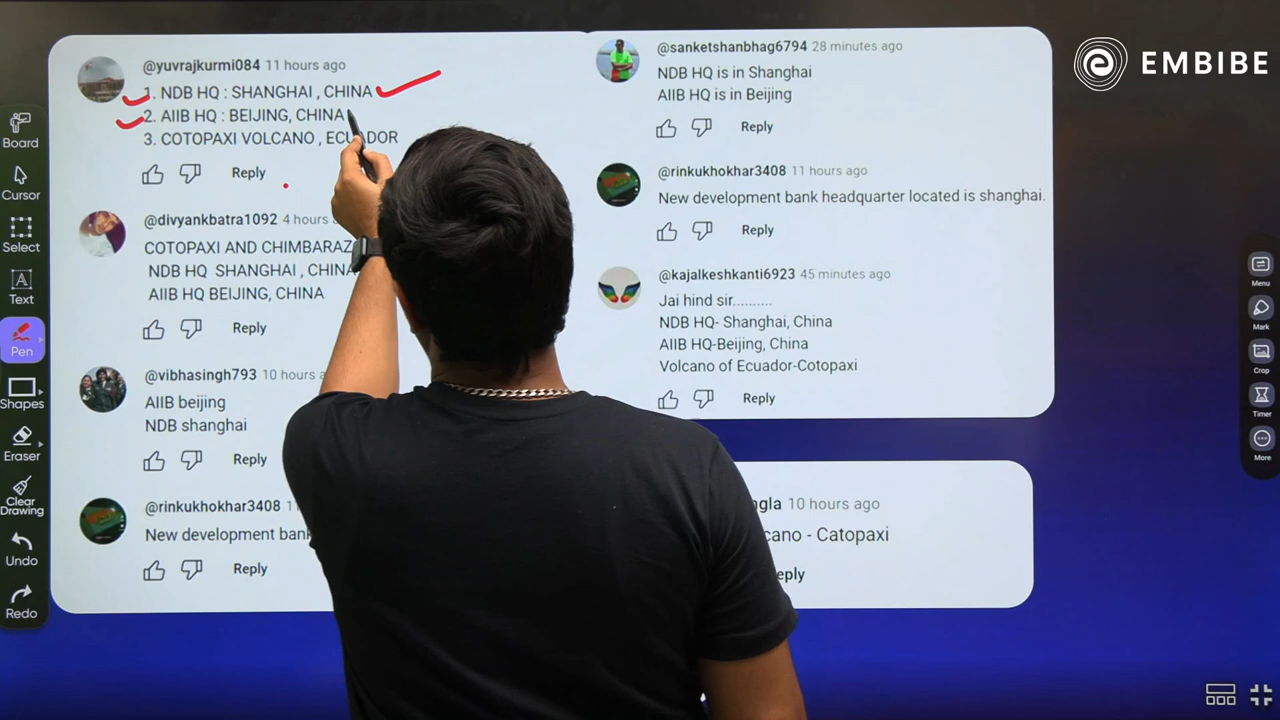 EMBIBE
Board
Cursor
Select
Text
Pen
Shapes
Eraser
Clear
Drawing
Undo
Redo
@yuvrajkurmi084 11 hours ago
1. NDB HQ : SHANGHAI , CHINA
2. AIIB HQ : BEIJING, CHINA
3. COTOPAXI VOLCANO , ECUADOR
Reply
@divyankbatra1092 4 hours
COTOPAXI AND CHIMBARAZ
NDB HQ SHANGHAI , CHINA
AIIB HQ BEIJING, CHINA
Reply
@vibhasingh793 10 hours a
AIIB beijing
NDB shanghai
Reply
@rinkukhokhar3408 11
New development bank
Reply
@sanketshanbhag6794 28 minutes ago
NDB HQ is in Shanghai
AIIB HQ is in Beijing
Reply
@rinkukhokhar3408 11 hours ago
New development bank headquarter located is shanghai.
Reply
@kajalkeshkanti6923 45 minutes ago
Jai hind sir..........
NDB HQ- Shanghai, China
AIIB HQ-Beijing, China
Volcano of Ecuador-Cotopaxi
Reply
ngla 10 hours ago
cano - Catopaxi
eply
Menu
Mark
Crop
Timer
More